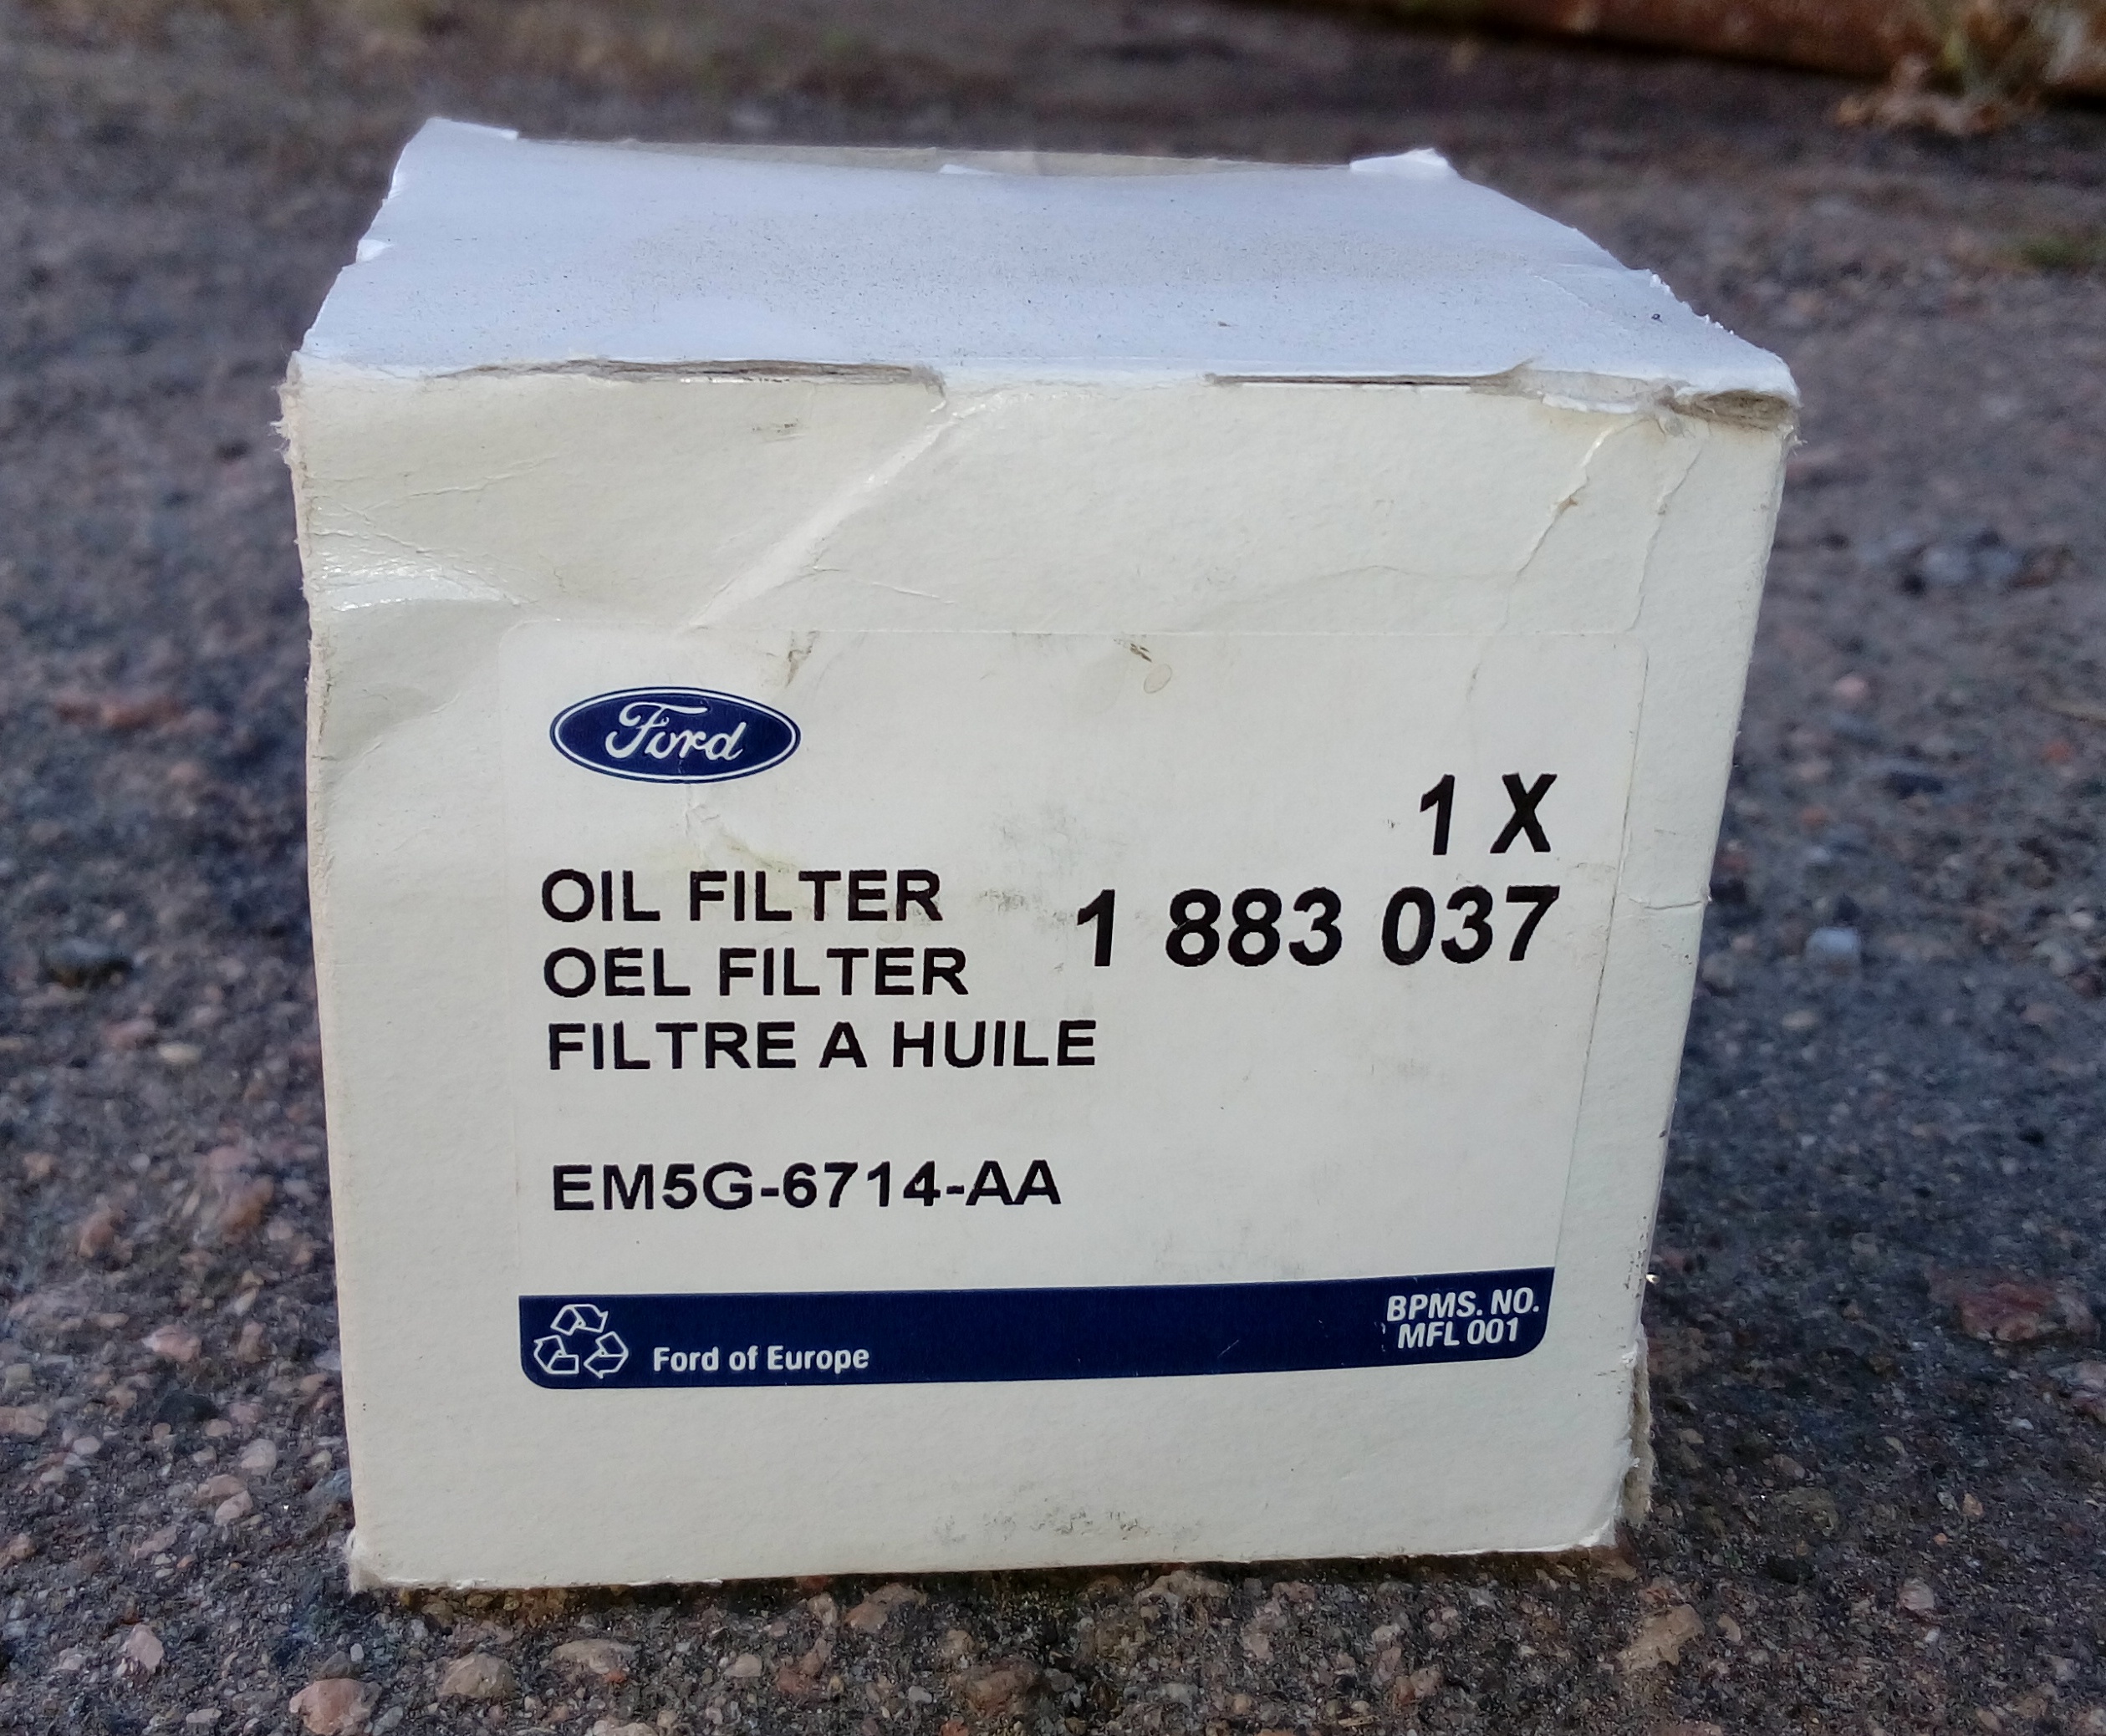 Ford
1 X
OIL FILTER 1 883 037
OEL FILTER
FILTRE A HUILE
EM5G-6714-AA
Ford of Europe
BPMS. NO.
MFL 001